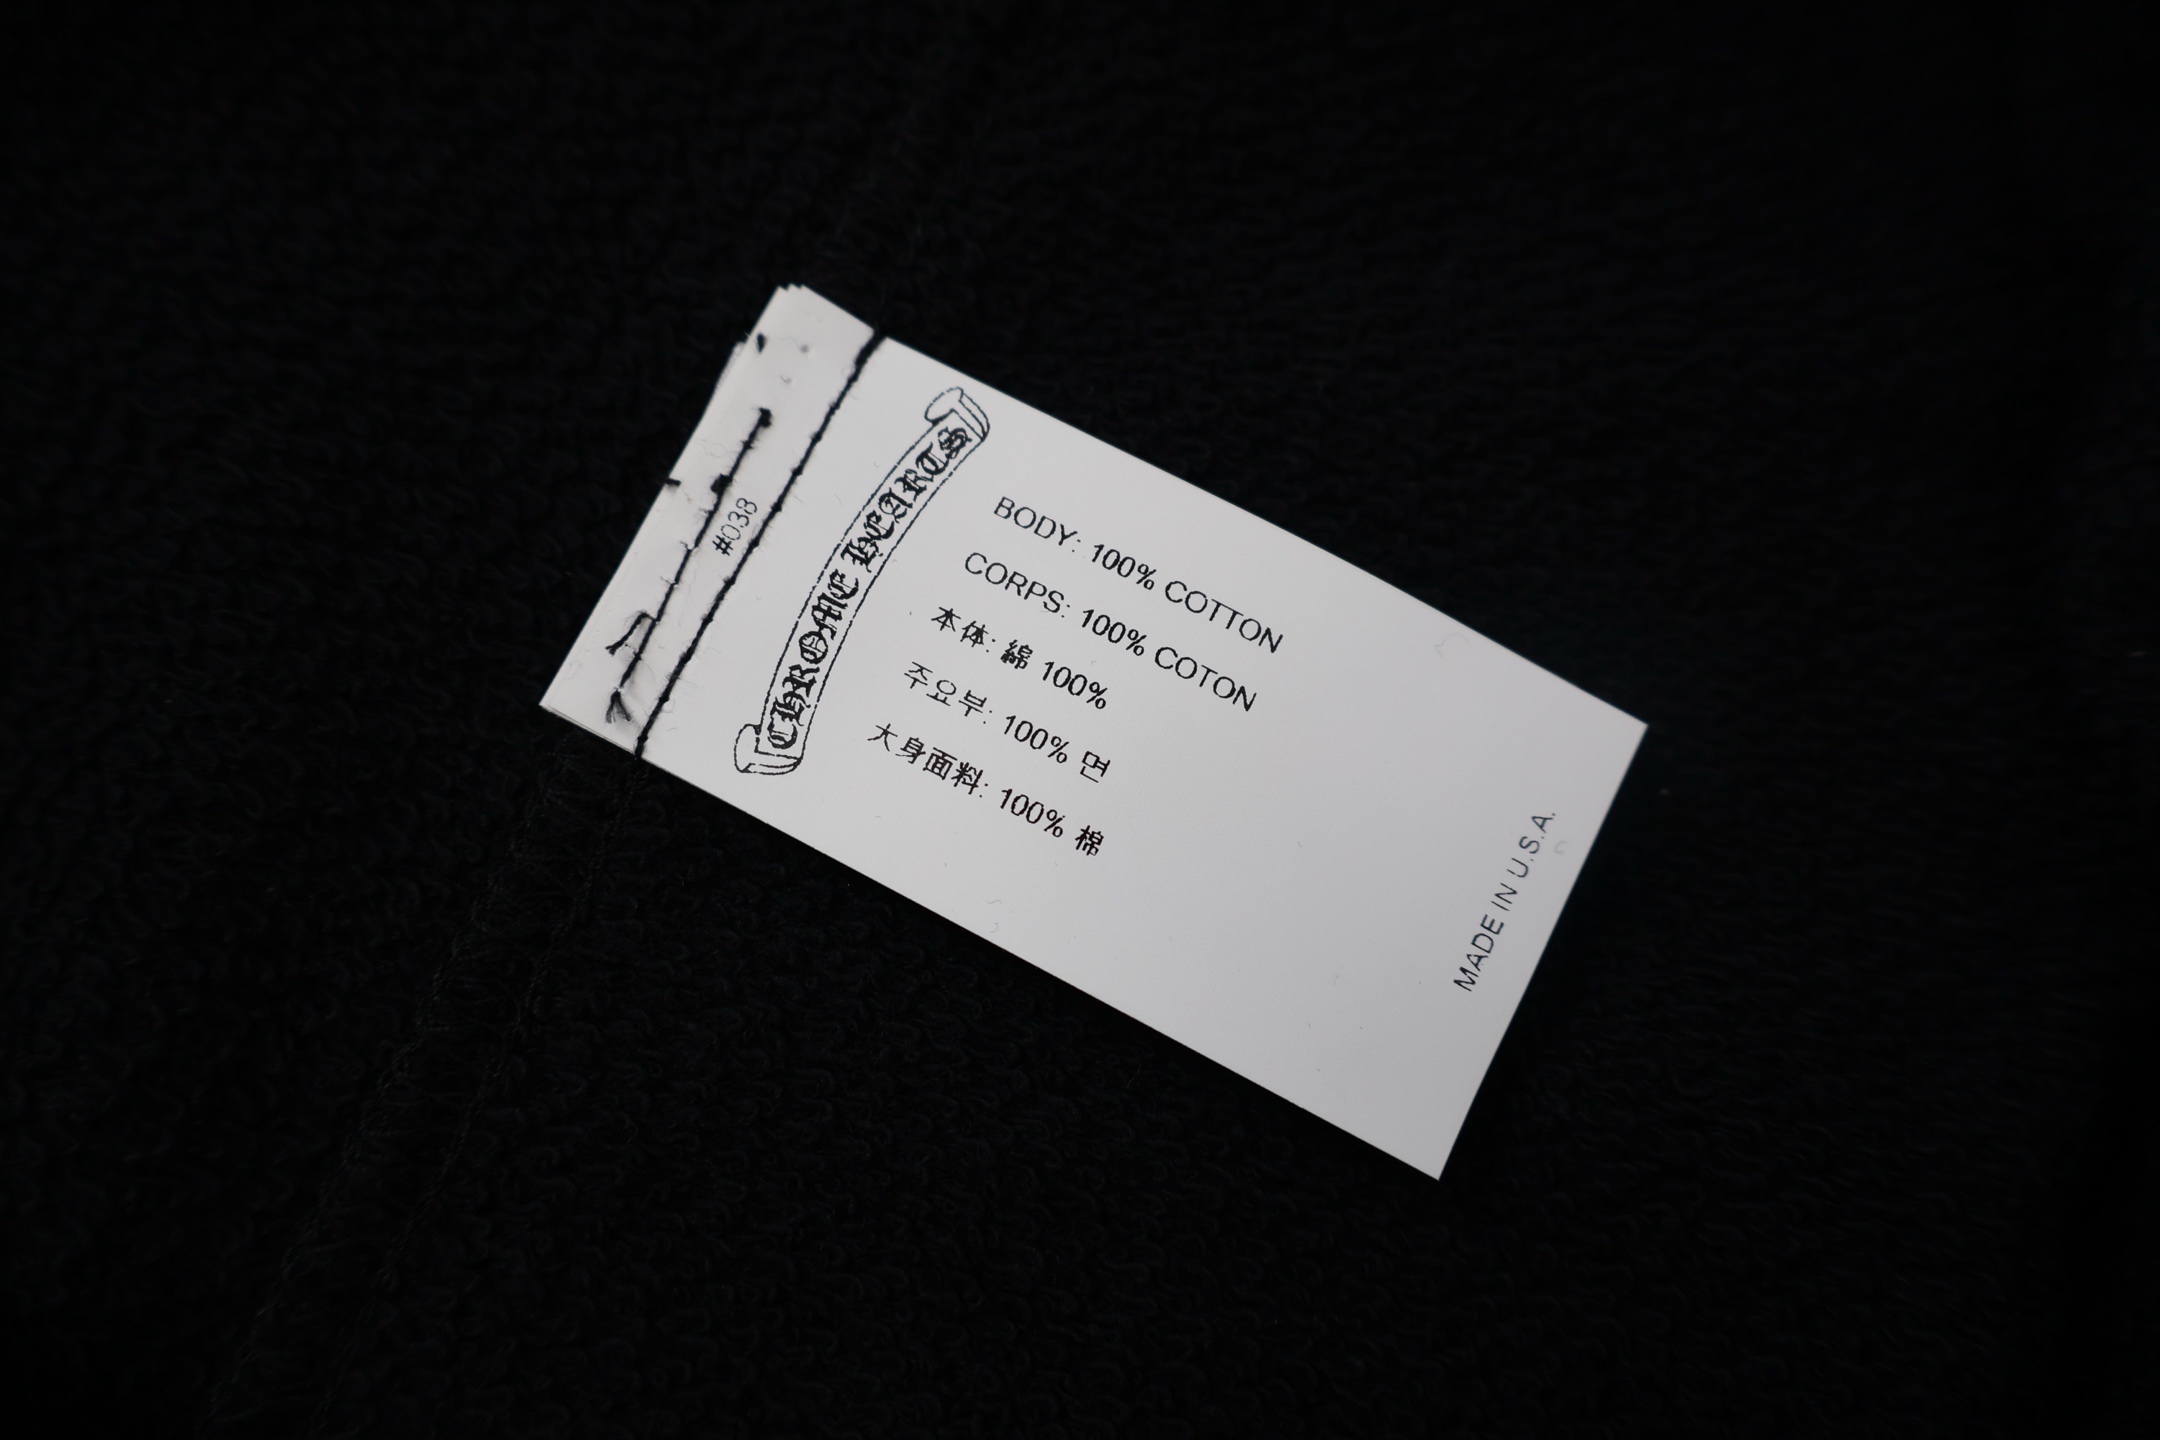 #038
CHROME HEARTS
BODY: 100% COTTON
CORPS: 100% COTON
本体: 綿 100%
주요부: 100% 면
大身面料: 100% 棉
MADE IN U.S.A.